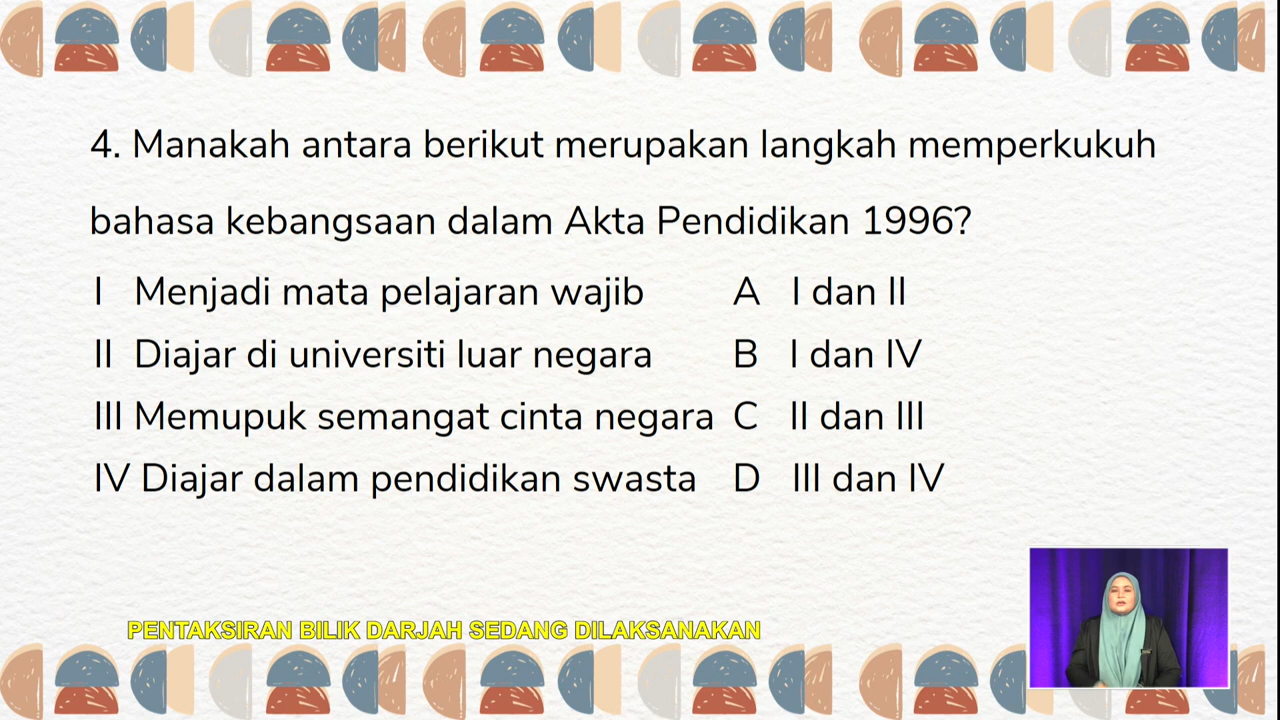 4. Manakah antara berikut merupakan langkah memperkukuh
bahasa kebangsaan dalam Akta Pendidikan 1996?
I Menjadi mata pelajaran wajib A I dan II
II Diajar di universiti luar negara B I dan IV
III Memupuk semangat cinta negara C II dan III
IV Diajar dalam pendidikan swasta D III dan IV
PENTAKSIRAN BILIK DARJAH SEDANG DILAKSANAKAN